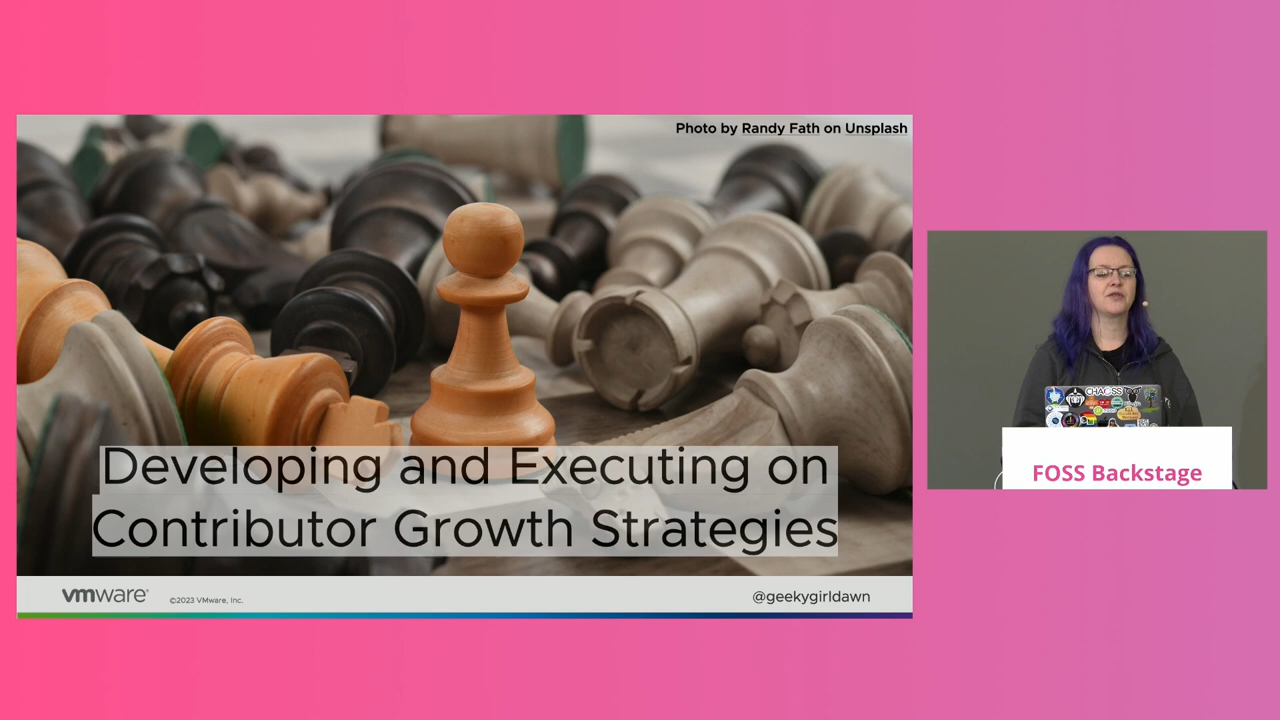 Photo by Randy Fath on Unsplash
Developing and Executing on
Contributor Growth Strategies
vmware®
©2023 VMware, Inc.
@geekygirldawn
CHAOSS
FOSS Backstage